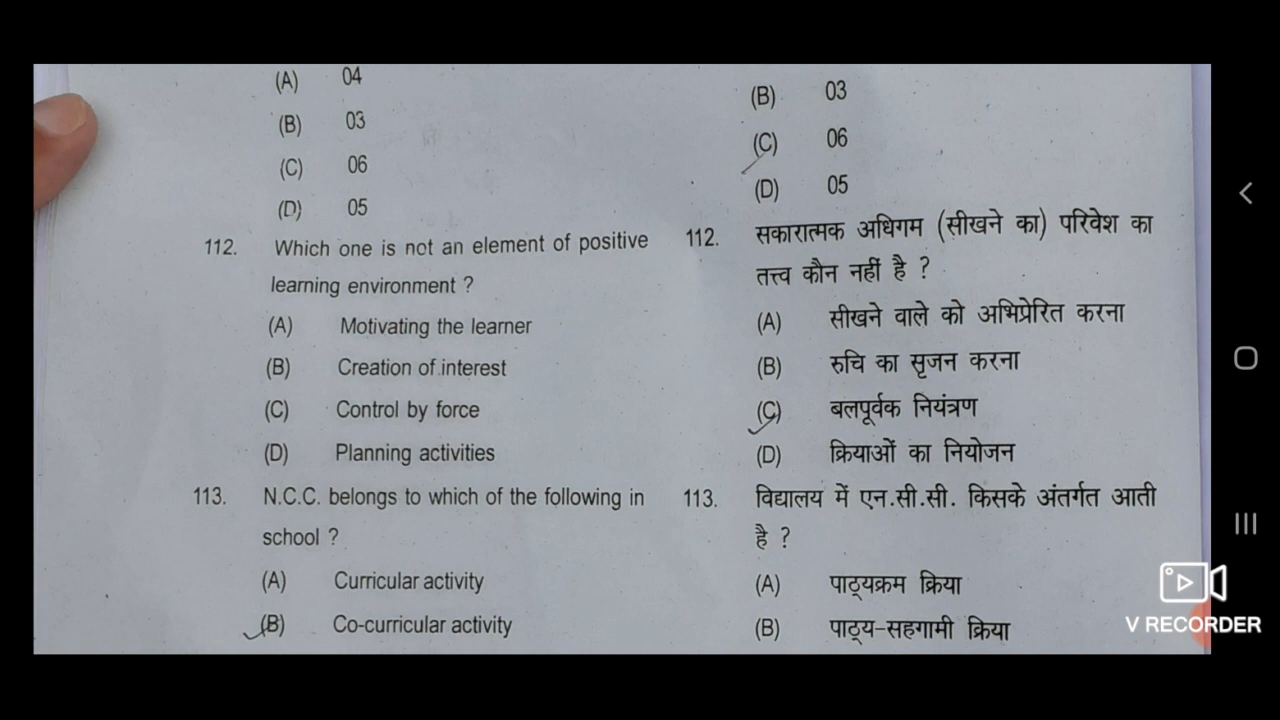 (A) 04
(B) 03
(C) 06
(D) 05
112. Which one is not an element of positive
learning environment ?
(A) Motivating the learner
(B) Creation of interest
(C) Control by force
(D) Planning activities
113. N.C.C. belongs to which of the following in
school ?
(A) Curricular activity
(B) Co-curricular activity
(B) 03
(C) 06
(D) 05
112. सकारात्मक अधिगम (सीखने का) परिवेश का
तत्त्व कौन नहीं है ?
(A) सीखने वाले को अभिप्रेरित करना
(B) रुचि का सृजन करना
(C) बलपूर्वक नियंत्रण
(D) क्रियाओं का नियोजन
113. विद्यालय में एन.सी.सी. किसके अंतर्गत आती
है ?
(A) पाठ्यक्रम क्रिया
(B) पाठ्य-सहगामी क्रिया
V RECORDER